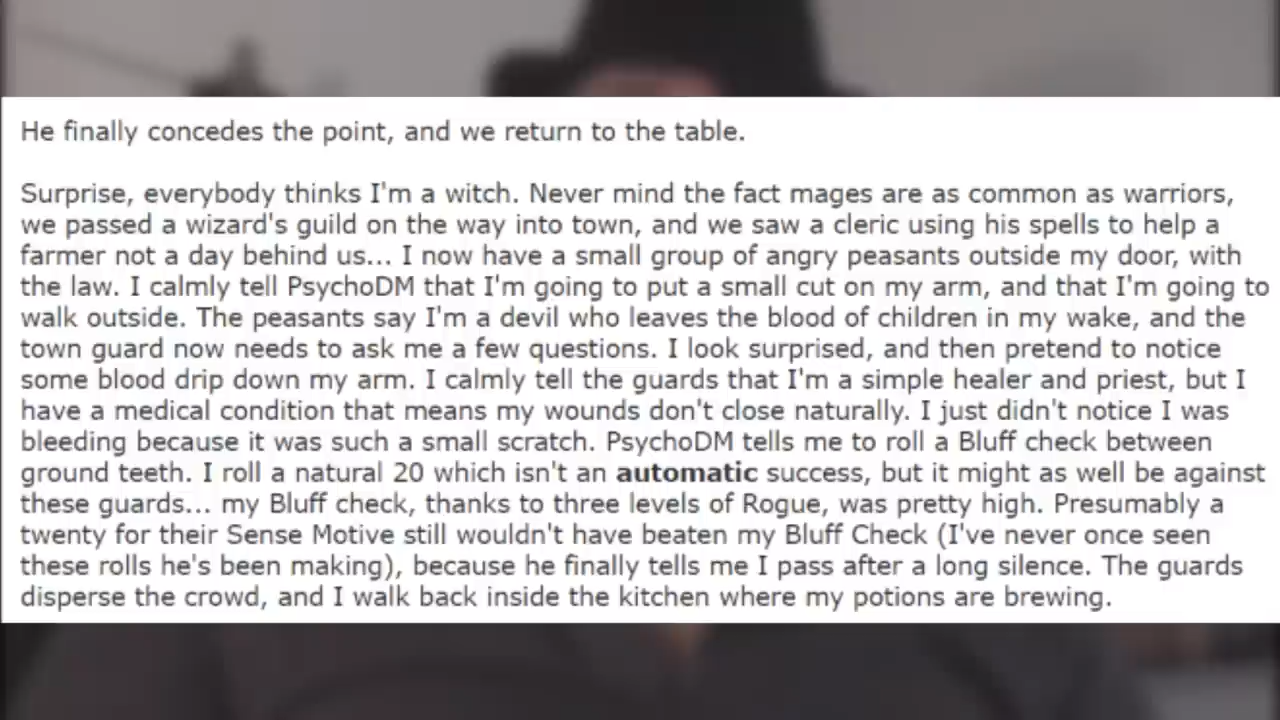 He finally concedes the point, and we return to the table.
Surprise, everybody thinks I'm a witch. Never mind the fact mages are as common as warriors,
we passed a wizard's guild on the way into town, and we saw a cleric using his spells to help a
farmer not a day behind us... I now have a small group of angry peasants outside my door, with
the law. I calmly tell PsychoDM that I'm going to put a small cut on my arm, and that I'm going to
walk outside. The peasants say I'm a devil who leaves the blood of children in my wake, and the
town guard now needs to ask me a few questions. I look surprised, and then pretend to notice
some blood drip down my arm. I calmly tell the guards that I'm a simple healer and priest, but I
have a medical condition that means my wounds don't close naturally. I just didn't notice I was
bleeding because it was such a small scratch. PsychoDM tells me to roll a Bluff check between
ground teeth. I roll a natural 20 which isn't an automatic success, but it might as well be against
these guards... my Bluff check, thanks to three levels of Rogue, was pretty high. Presumably a
twenty for their Sense Motive still wouldn't have beaten my Bluff Check (I've never once seen
these rolls he's been making), because he finally tells me I pass after a long silence. The guards
disperse the crowd, and I walk back inside the kitchen where my potions are brewing.